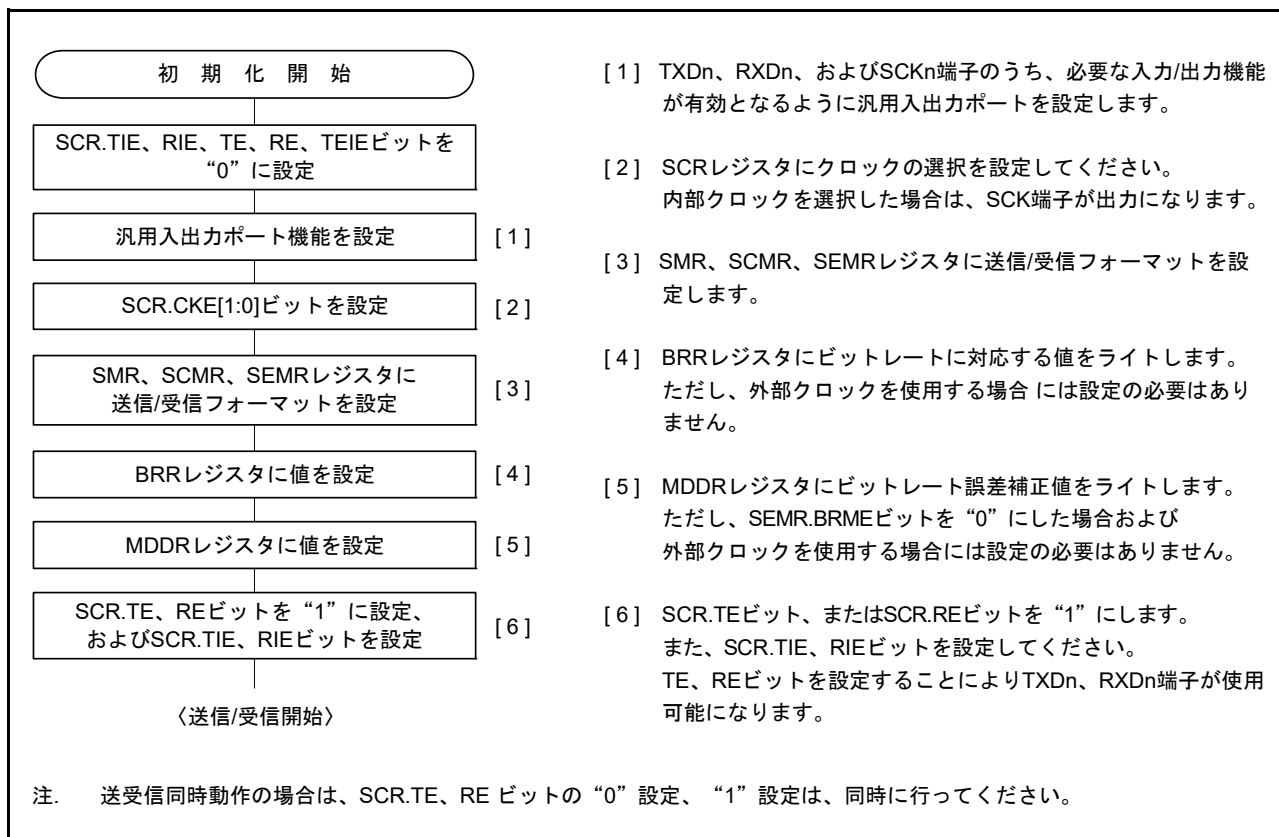 初 期 化 開 始
SCR.TIE、RIE、TE、RE、TEIEビットを
“0”に設定
汎用入出力ポート機能を設定
[1]
SCR.CKE[1:0]ビットを設定
[2]
SMR、SCMR、SEMRレジスタに
送信/受信フォーマットを設定
[3]
BRRレジスタに値を設定
[4]
MDDRレジスタに値を設定
[5]
SCR.TE、REビットを“1”に設定、
およびSCR.TIE、RIEビットを設定
[6]
〈送信/受信開始〉
[1] TXDn、RXDn、およびSCKn端子のうち、必要な入力/出力機能
が有効となるように汎用入出力ポートを設定します。
[2] SCRレジスタにクロックの選択を設定してください。
内部クロックを選択した場合は、SCK端子が出力になります。
[3] SMR、SCMR、SEMRレジスタに送信/受信フォーマットを設
定します。
[4] BRRレジスタにビットレートに対応する値をライトします。
ただし、外部クロックを使用する場合 には設定の必要はあり
ません。
[5] MDDRレジスタにビットレート誤差補正値をライトします。
ただし、SEMR.BRMEビットを“0”にした場合および
外部クロックを使用する場合には設定の必要はありません。
[6] SCR.TEビット、またはSCR.REビットを“1”にします。
また、SCR.TIE、RIEビットを設定してください。
TE、REビットを設定することによりTXDn、RXDn端子が使用
可能になります。
注. 送受信同時動作の場合は、SCR.TE、RE ビットの“0”設定、“1”設定は、同時に行ってください。